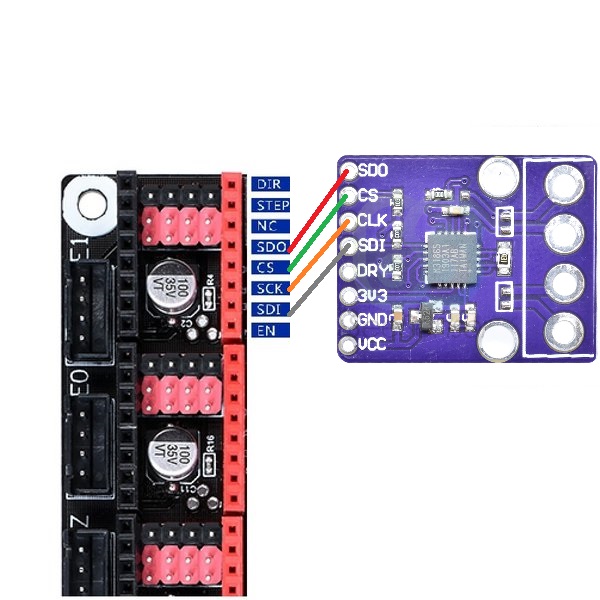 DIR
STEP
NC
SDO
CS
SCK
SDI
EN
E1
100
35V
VT
R4
C2
E0
100
35V
VT
R16
C11
Z
SDO
CS
CLK
SDI
DRY
3V3
GND
VCC